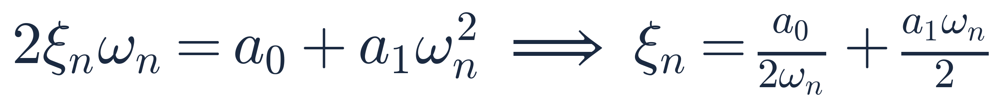 2ξₙωₙ = a₀ + a₁ωₙ² ⟹ ξₙ = a₀/(2ωₙ) + a₁ωₙ/2